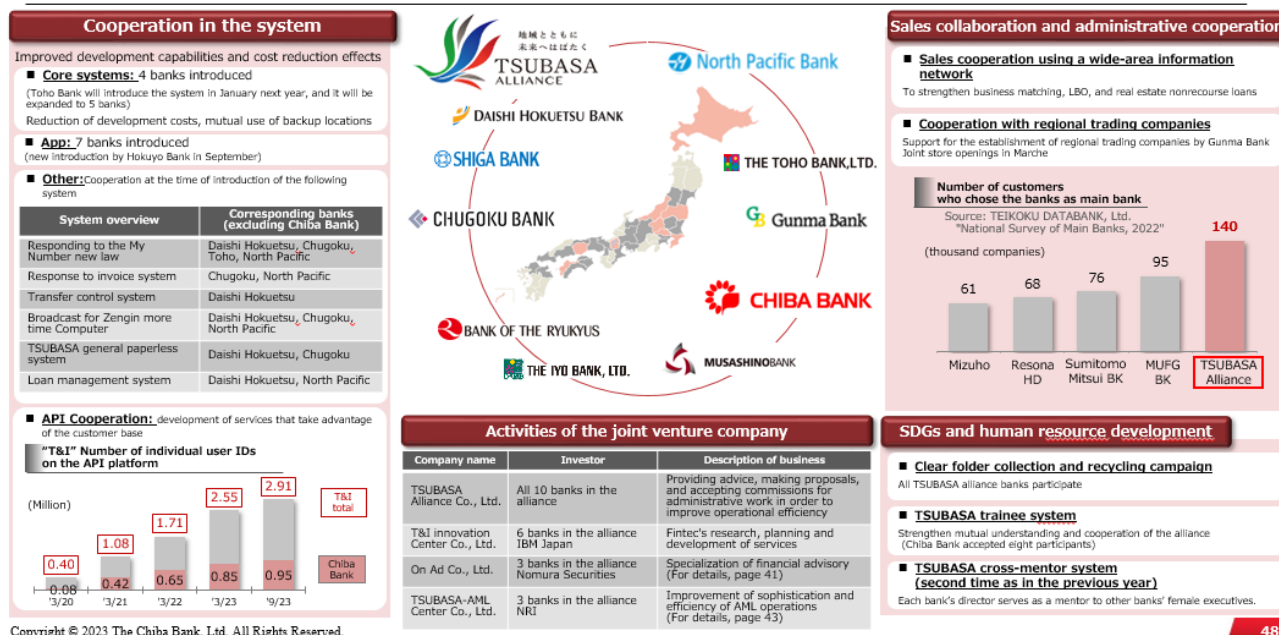 Cooperation in the system
Improved development capabilities and cost reduction effects
■ Core systems: 4 banks introduced
(Toho Bank will introduce the system in January next year, and it will be
expanded to 5 banks)
Reduction of development costs, mutual use of backup locations
■ App: 7 banks introduced
(new introduction by Hokuyo Bank in September)
■ Other:Cooperation at the time of introduction of the following
system
System overview
Corresponding banks
(excluding Chiba Bank)
Responding to the My
Number new law
Daishi Hokuetsu, Chugoku,
Toho, North Pacific
Response to invoice system
Chugoku, North Pacific
Transfer control system
Daishi Hokuetsu
Broadcast for Zengin more
time Computer
Daishi Hokuetsu, Chugoku,
North Pacific
TSUBASA general paperless
system
Daishi Hokuetsu, Chugoku
Loan management system
Daishi Hokuetsu, North Pacific
■ API Cooperation: development of services that take advantage
of the customer base
"T&I" Number of individual user IDs
on the API platform
(Million)
0.40
1.08
1.71
2.55
2.91
T&I
total
0.08
0.42
0.65
0.85
0.95
Chiba
Bank
'3/20
'3/21
'3/22
'3/23
'9/23
地域とともに
未来へはばたく
TSUBASA
ALLIANCE
North Pacific Bank
DAISHI HOKUETSU BANK
SHIGA BANK
THE TOHO BANK,LTD.
CHUGOKU BANK
Gunma Bank
CHIBA BANK
BANK OF THE RYUKYUS
THE IYO BANK, LTD.
MUSASHINO BANK
Activities of the joint venture company
Company name
Investor
Description of business
TSUBASA
Alliance Co., Ltd.
All 10 banks in the
alliance
Providing advice, making proposals,
and accepting commissions for
administrative work in order to
improve operational efficiency
T&I innovation
Center Co., Ltd.
6 banks in the alliance
IBM Japan
Fintec's research, planning and
development of services
On Ad Co., Ltd.
3 banks in the alliance
Nomura Securities
Specialization of financial advisory
(For details, page 41)
TSUBASA-AML
Center Co., Ltd.
3 banks in the alliance
NRI
Improvement of sophistication and
efficiency of AML operations
(For details, page 43)
Sales collaboration and administrative cooperation
■ Sales cooperation using a wide-area information
network
To strengthen business matching, LBO, and real estate nonrecourse loans
■ Cooperation with regional trading companies
Support for the establishment of regional trading companies by Gunma Bank
Joint store openings in Marche
Number of customers
who chose the banks as main bank
Source: TEIKOKU DATABANK, Ltd.
"National Survey of Main Banks, 2022"
(thousand companies)
61
68
76
95
140
Mizuho
Resona
HD
Sumitomo
Mitsui BK
MUFG
BK
TSUBASA
Alliance
SDGs and human resource development
■ Clear folder collection and recycling campaign
All TSUBASA alliance banks participate
■ TSUBASA trainee system
Strengthen mutual understanding and cooperation of the alliance
(Chiba Bank accepted eight participants)
■ TSUBASA cross-mentor system
(second time as in the previous year)
Each bank's director serves as a mentor to other banks' female executives.
Copyright © 2023 The Chiba Bank, Ltd. All Rights Reserved.
48